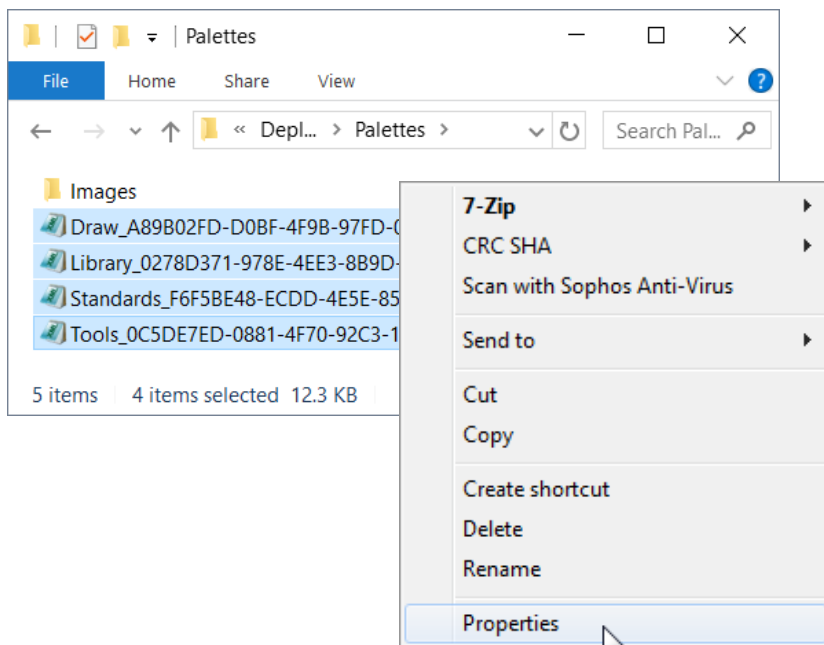 Palettes
File Home Share View
« Depl... > Palettes > Search Pal...
Images
Draw_A89B02FD-D0BF-4F9B-97FD-
Library_0278D371-978E-4EE3-8B9D-
Standards_F6F5BE48-ECDD-4E5E-85
Tools_0C5DE7ED-0881-4F70-92C3-1
5 items 4 items selected 12.3 KB
7-Zip
CRC SHA
Scan with Sophos Anti-Virus
Send to
Cut
Copy
Create shortcut
Delete
Rename
Properties